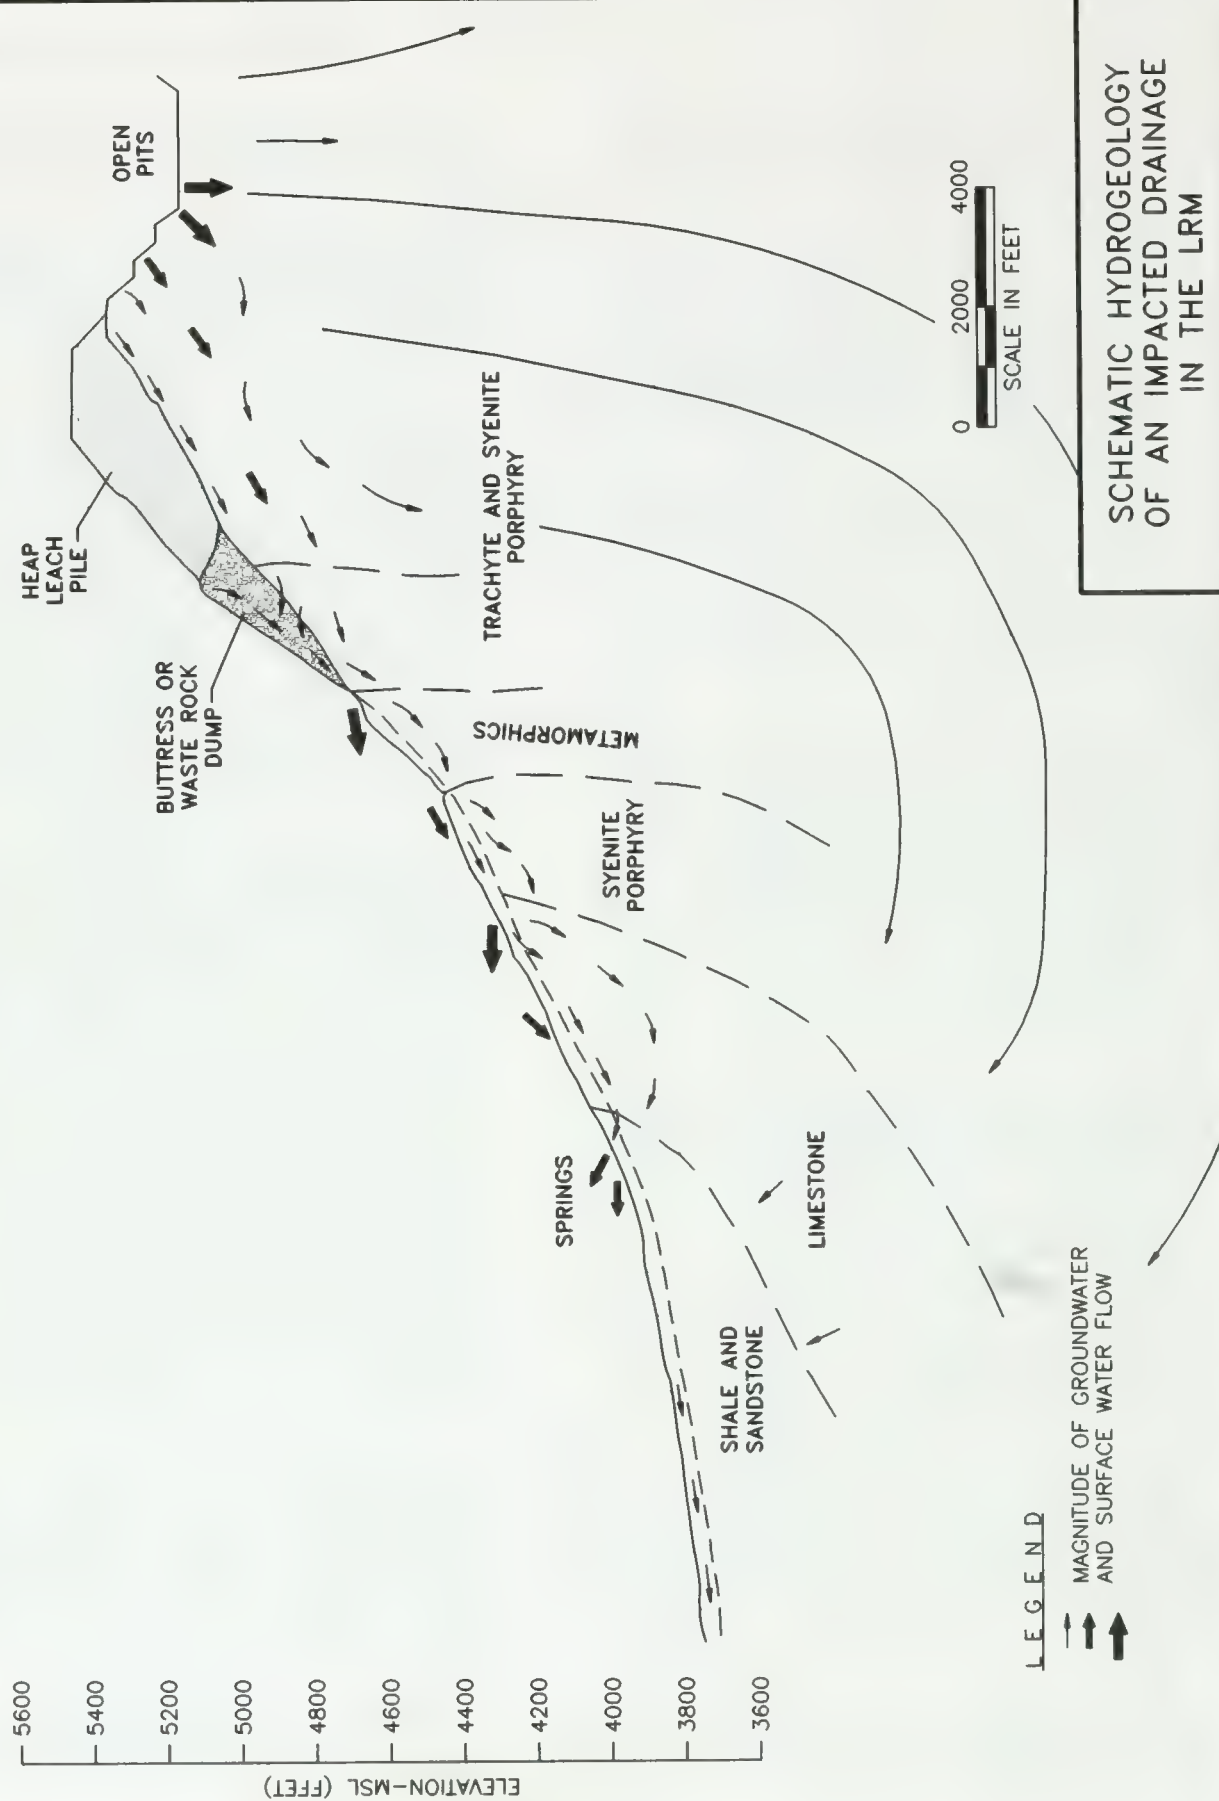 SCHEMATIC HYDROGEOLOGY
OF AN IMPACTED DRAINAGE
IN THE LRM
HEAP
LEACH
PILE
OPEN
PITS
BUTTRESS OR
WASTE ROCK
DUMP
TRACHYTE AND SYENITE
PORPHYRY
METAMORPHICS
SYENITE
PORPHYRY
SPRINGS
LIMESTONE
SHALE AND
SANDSTONE
0 2000 4000
SCALE IN FEET
LEGEND
MAGNITUDE OF GROUNDWATER
AND SURFACE WATER FLOW
5600
5400
5200
5000
4800
4600
4400
4200
4000
3800
3600
ELEVATION-MSL (FFET)